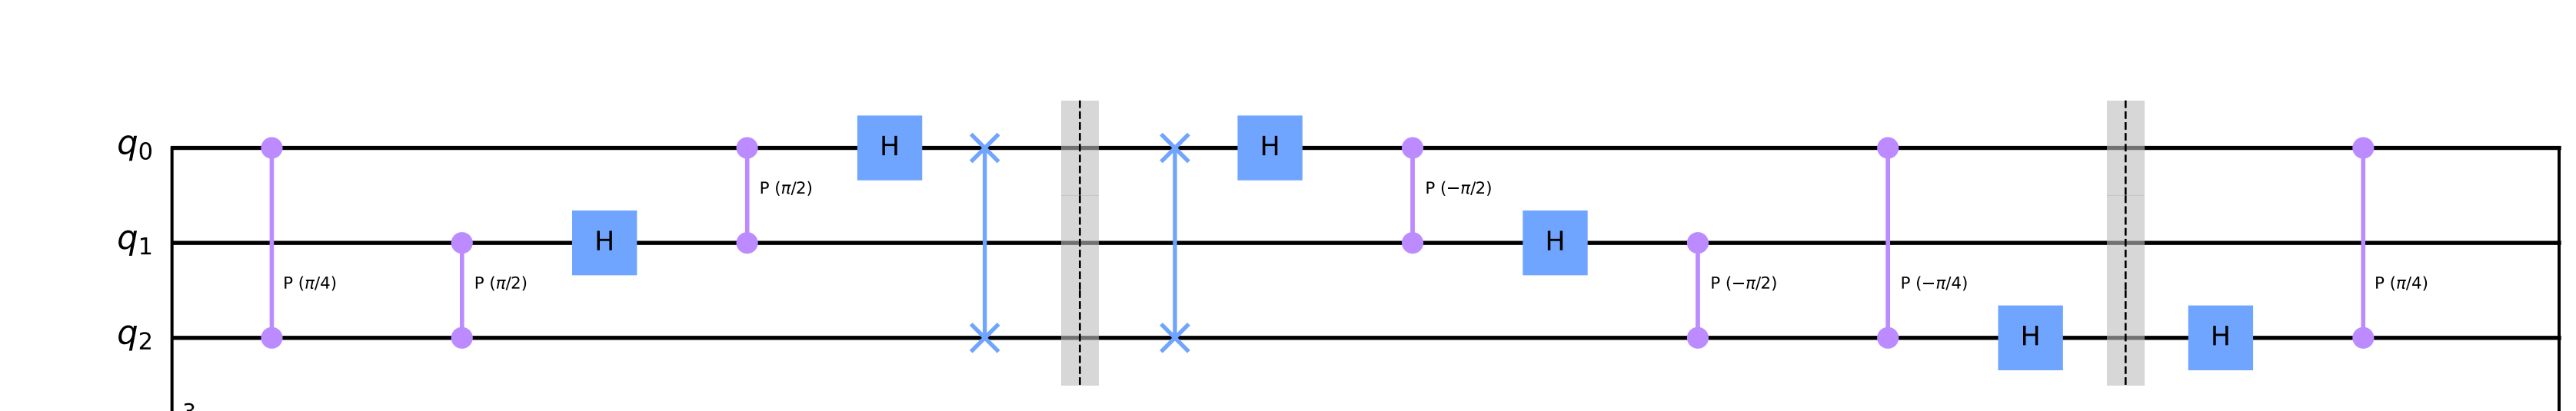 q0 H H
P (π/2) P (−π/2)
q1 H H
P (π/4) P (π/2) P (−π/2) P (−π/4) P (π/4)
q2 H H